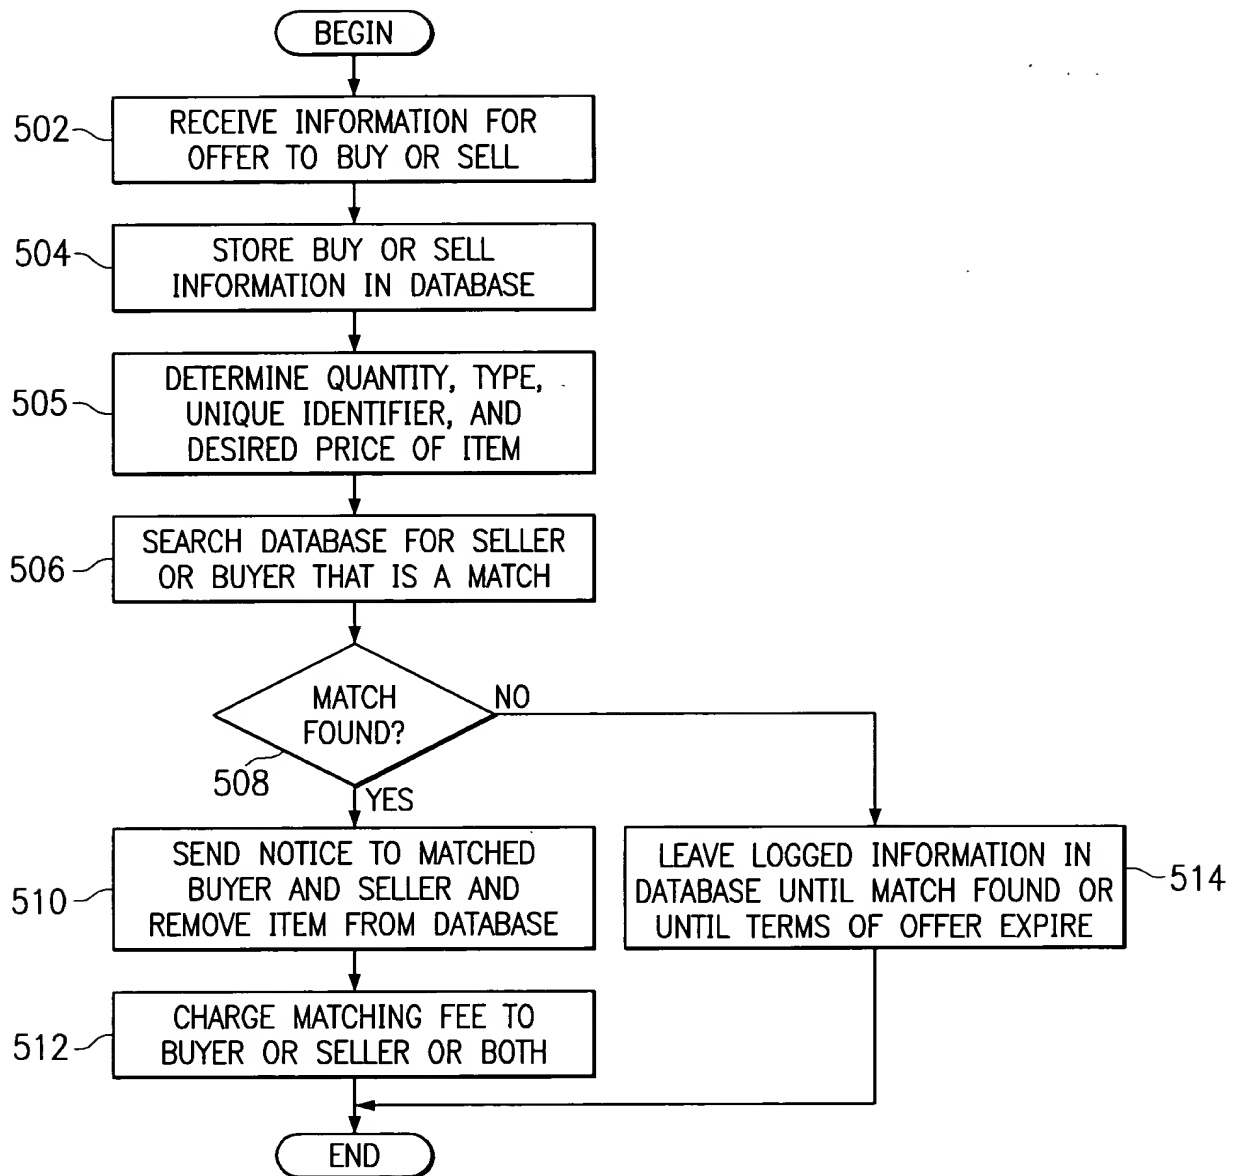 BEGIN
502
RECEIVE INFORMATION FOR
OFFER TO BUY OR SELL
504
STORE BUY OR SELL
INFORMATION IN DATABASE
505
DETERMINE QUANTITY, TYPE,
UNIQUE IDENTIFIER, AND
DESIRED PRICE OF ITEM
506
SEARCH DATABASE FOR SELLER
OR BUYER THAT IS A MATCH
MATCH
FOUND?
508
NO
YES
510
SEND NOTICE TO MATCHED
BUYER AND SELLER AND
REMOVE ITEM FROM DATABASE
LEAVE LOGGED INFORMATION IN
DATABASE UNTIL MATCH FOUND OR
UNTIL TERMS OF OFFER EXPIRE
514
512
CHARGE MATCHING FEE TO
BUYER OR SELLER OR BOTH
END